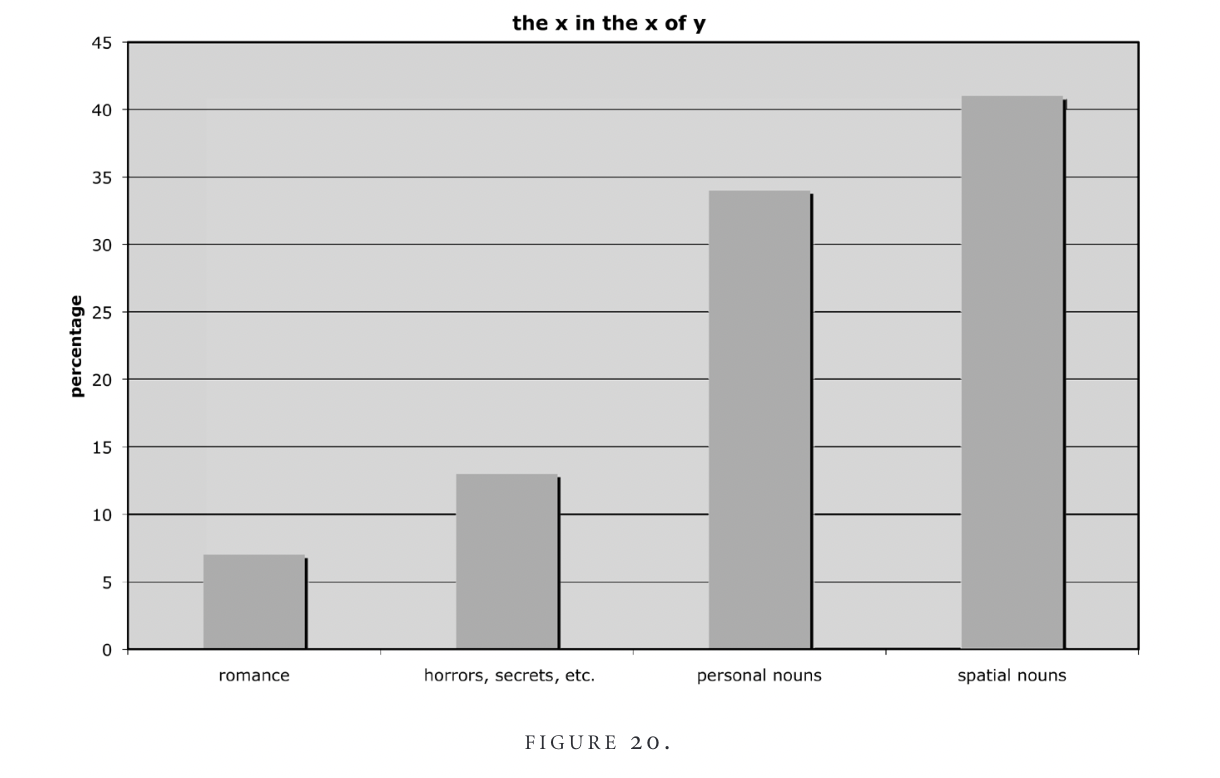 the x in the x of y
45
40
35
30
25
20
15
10
5
0
percentage
romance horrors, secrets, etc. personal nouns spatial nouns
FIGURE 20.